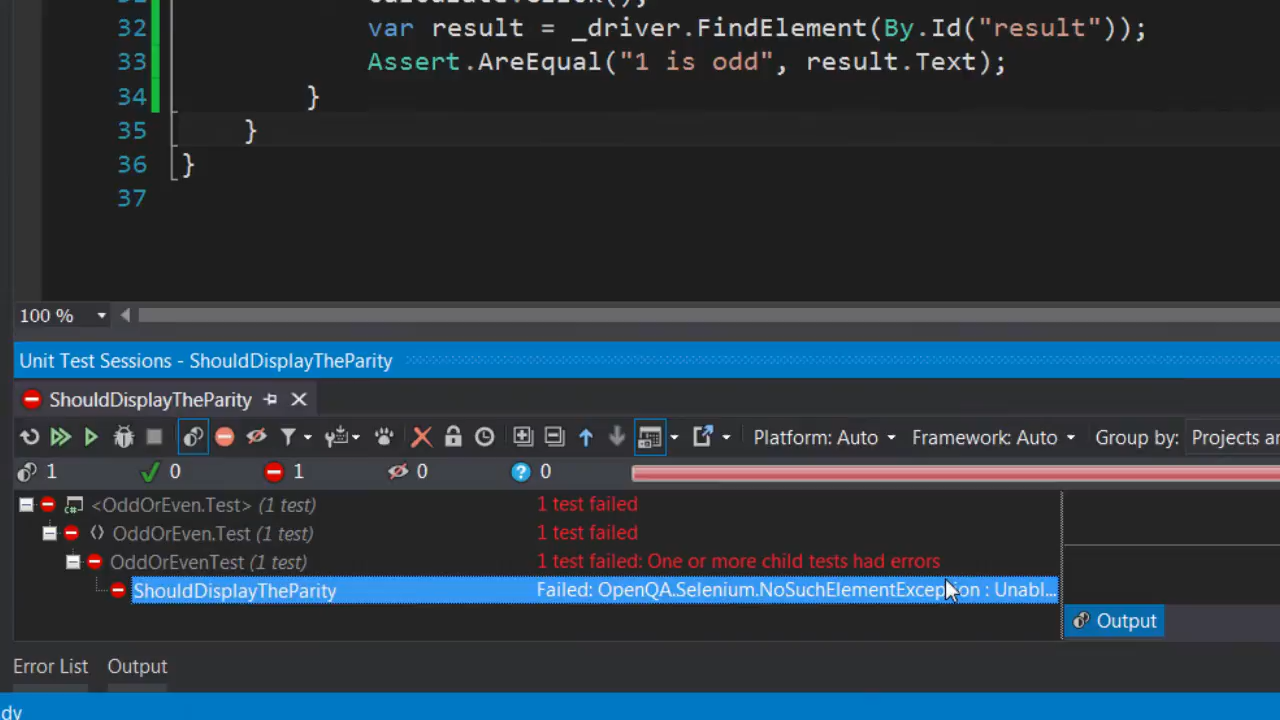 32 var result = _driver.FindElement(By.Id("result"));
33 Assert.AreEqual("1 is odd", result.Text);
34 }
35 }
36 }
37
100 %
Unit Test Sessions - ShouldDisplayTheParity
ShouldDisplayTheParity
Platform: Auto Framework: Auto Group by: Projects an
1 0 1 0 0
<OddOrEven.Test> (1 test) 1 test failed
OddOrEven.Test (1 test) 1 test failed
OddOrEvenTest (1 test) 1 test failed: One or more child tests had errors
ShouldDisplayTheParity Failed: OpenQA.Selenium.NoSuchElementException : Unabl...
Output
Error List Output
dy